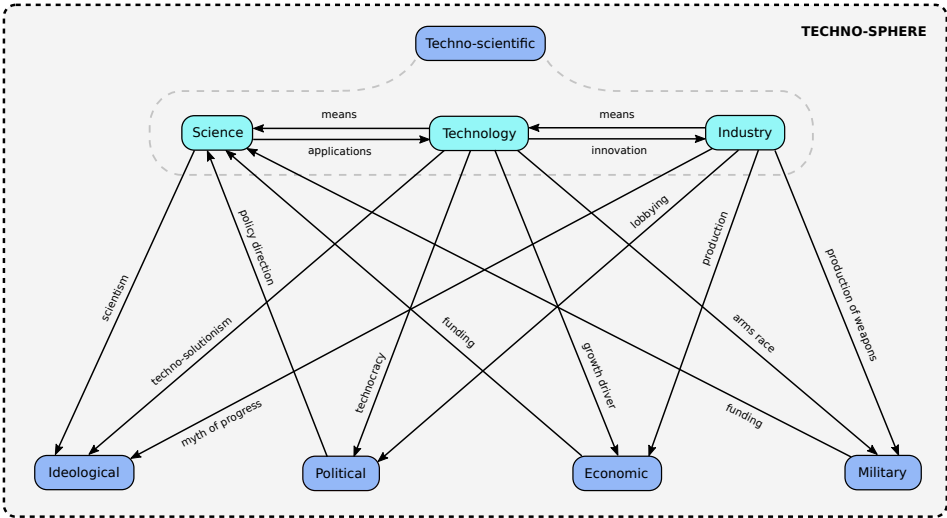 TECHNO-SPHERE
Techno-scientific
Science
means
applications
Technology
means
innovation
Industry
scientism
policy direction
techno-solutionism
myth of progress
technocracy
funding
growth driver
lobbying
production
arms race
funding
production of weapons
Ideological
Political
Economic
Military